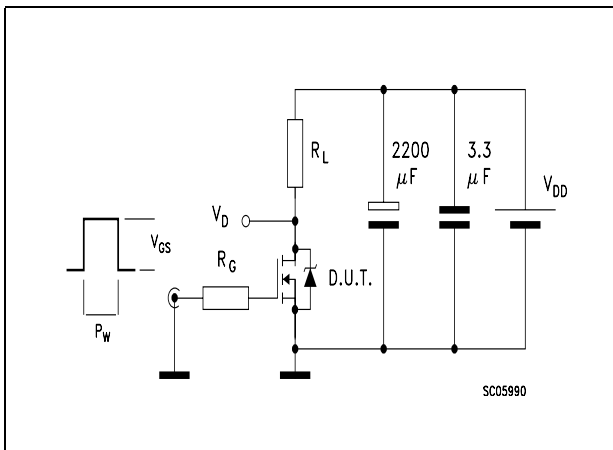 R_L
2200
μF
3.3
μF
V_DD
V_D
V_GS
R_G
D.U.T.
P_W
SC05990